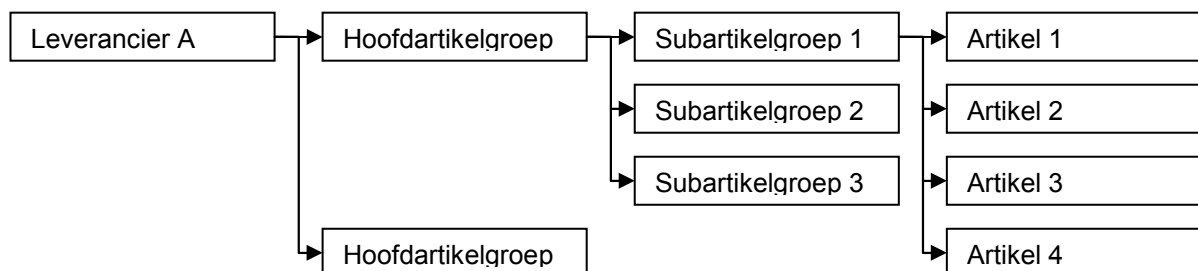 Leverancier A Hoofdartikelgroep Subartikelgroep 1 Artikel 1
Subartikelgroep 2 Artikel 2
Subartikelgroep 3 Artikel 3
Hoofdartikelgroep Artikel 4